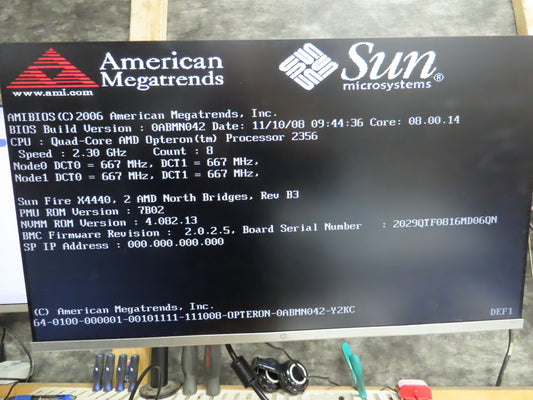 American
Megatrends
www.ami.com
Sun®
microsystems
AMIBIOS(C)2006 American Megatrends, Inc.
BIOS Build Version : 0ABMN042 Date: 11/10/08 09:44:36 Core: 08.00.14
CPU : Quad-Core AMD Opteron(tm) Processor 2356
Speed : 2.30 GHz Count : 8
Node0 DCT0 = 667 MHz, DCT1 = 667 MHz,
Node1 DCT0 = 667 MHz, DCT1 = 667 MHz,
Sun Fire X4440, 2 AMD North Bridges, Rev B3
PMU ROM Version : 7B02
NVMM ROM Version : 4.082.13
BMC Firmware Revision : 2.0.2.5, Board Serial Number : 2029QTF0816MD06QN
SP IP Address : 000.000.000.000
(C) American Megatrends, Inc.
64-0100-000001-00101111-111008-OPTERON-0ABMN042-Y2KC
DEF1
hp